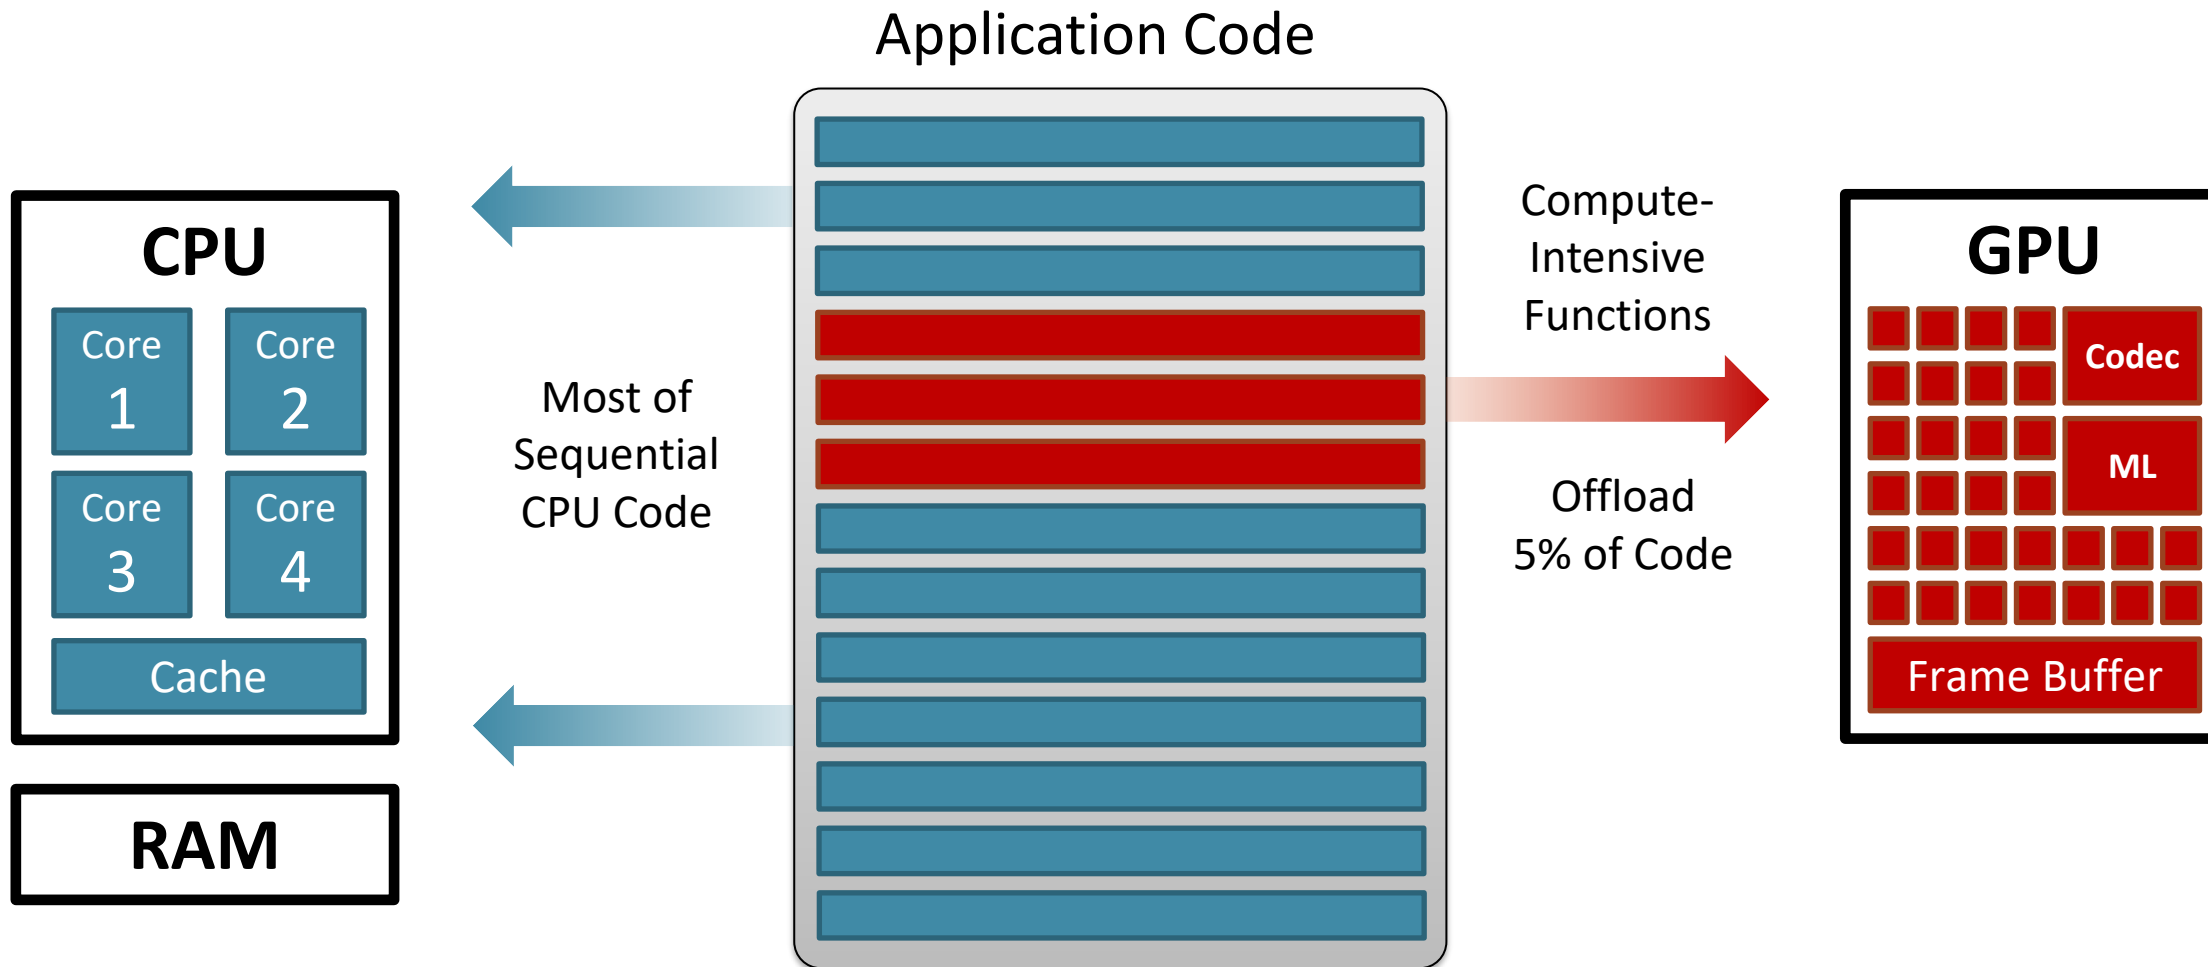 Application Code
CPU
Core
1
Core
2
Core
3
Core
4
Cache
RAM
Most of
Sequential
CPU Code
Compute-
Intensive
Functions
Offload
5% of Code
GPU
Codec
ML
Frame Buffer